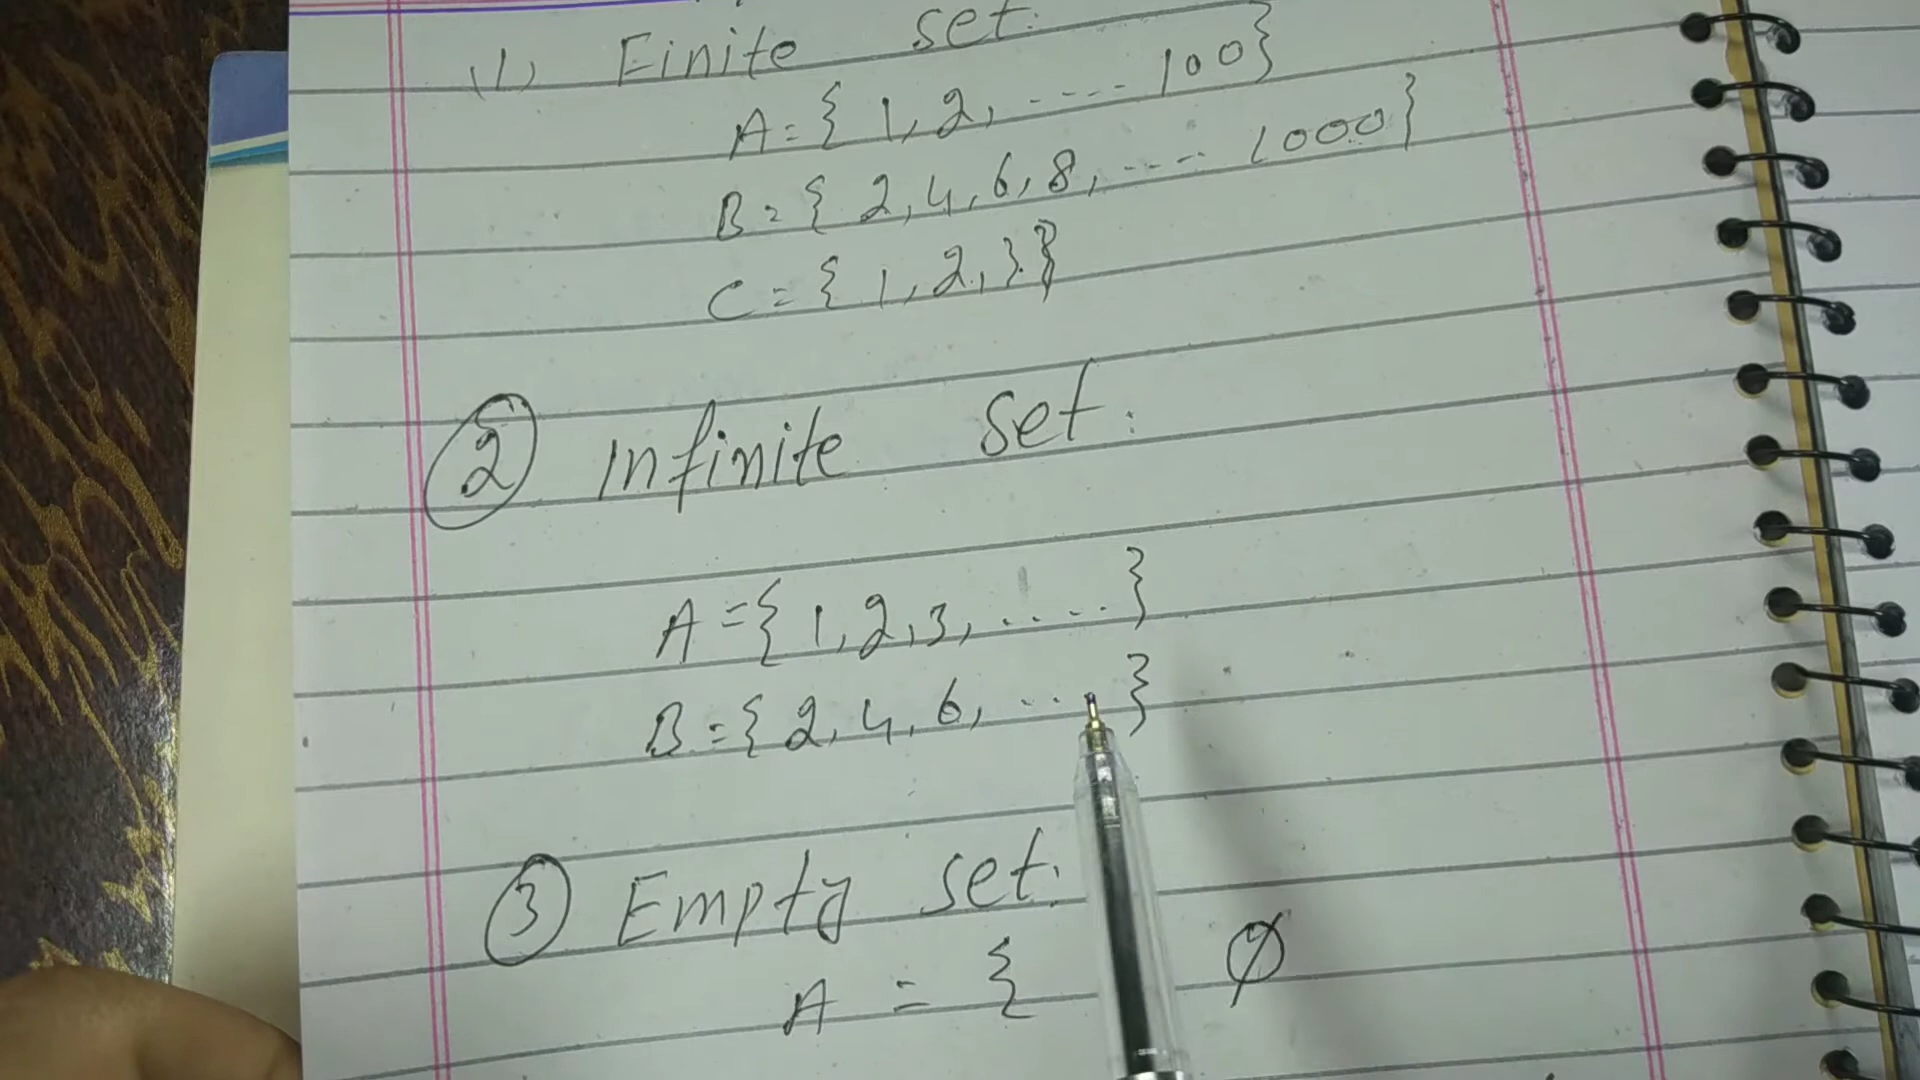 (1) Finite set:
A = { 1, 2, ..... 100}
B = { 2, 4, 6, 8, ..... 1000}
C = { 1, 2, 3}
② Infinite set:
A = { 1, 2, 3, ..... }
B = { 2, 4, 6, .... }
③ Empty set:
A = { ∅